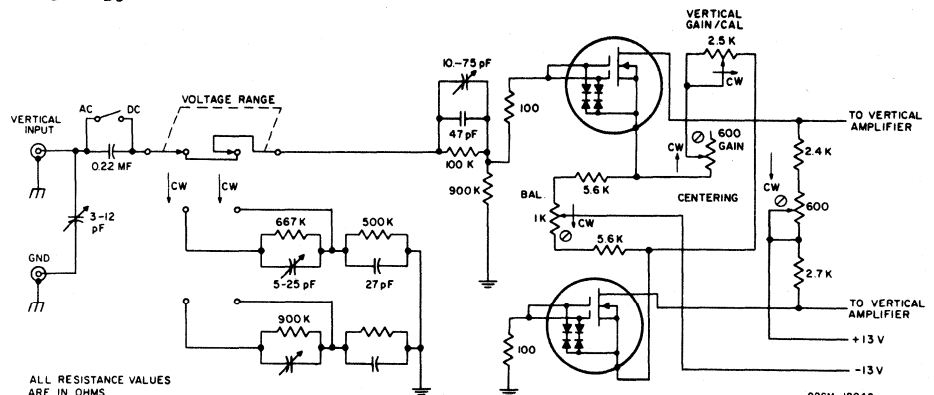 VERTICAL
GAIN/CAL
2.5 K
CW
10.-75 pF
47 pF
100 K
900 K
100
AC
DC
VOLTAGE RANGE
VERTICAL
INPUT
0.22 MF
3-12
pF
GND
CW
CW
667 K
500 K
5-25 pF
27 pF
900 K
600
GAIN
CW
CENTERING
5.6 K
BAL.
1K
CW
5.6 K
100
TO VERTICAL
AMPLIFIER
2.4 K
CW
600
2.7 K
TO VERTICAL
AMPLIFIER
+13 V
-13 V
ALL RESISTANCE VALUES
ARE IN OHMS